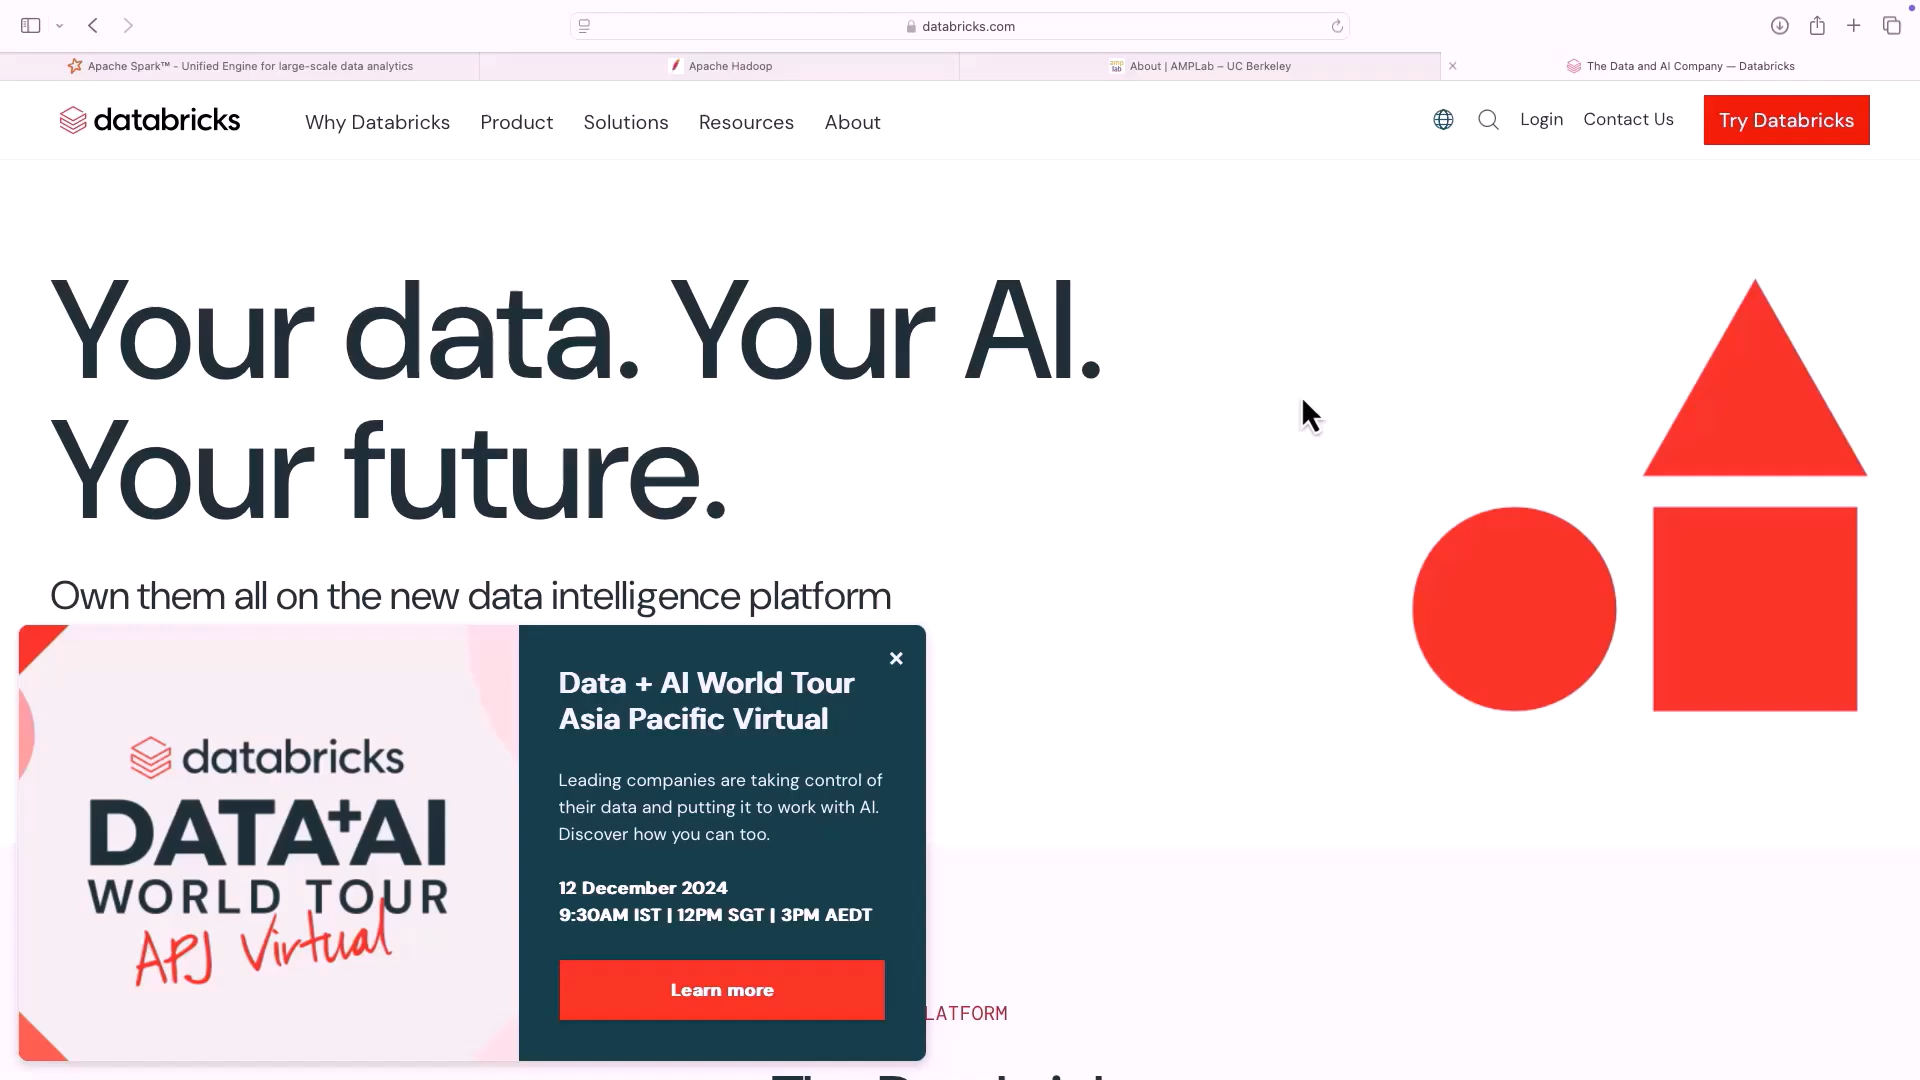 databricks.com
Apache Spark™ - Unified Engine for large-scale data analytics
Apache Hadoop
amp lab
About | AMPLab – UC Berkeley
The Data and AI Company — Databricks
databricks
Why Databricks
Product
Solutions
Resources
About
Login
Contact Us
Try Databricks
Your data. Your AI.
Your future.
Own them all on the new data intelligence platform
databricks
DATA+AI
WORLD TOUR
APJ Virtual
Data + AI World Tour
Asia Pacific Virtual
Leading companies are taking control of
their data and putting it to work with AI.
Discover how you can too.
12 December 2024
9:30AM IST | 12PM SGT | 3PM AEDT
Learn more
LATFORM